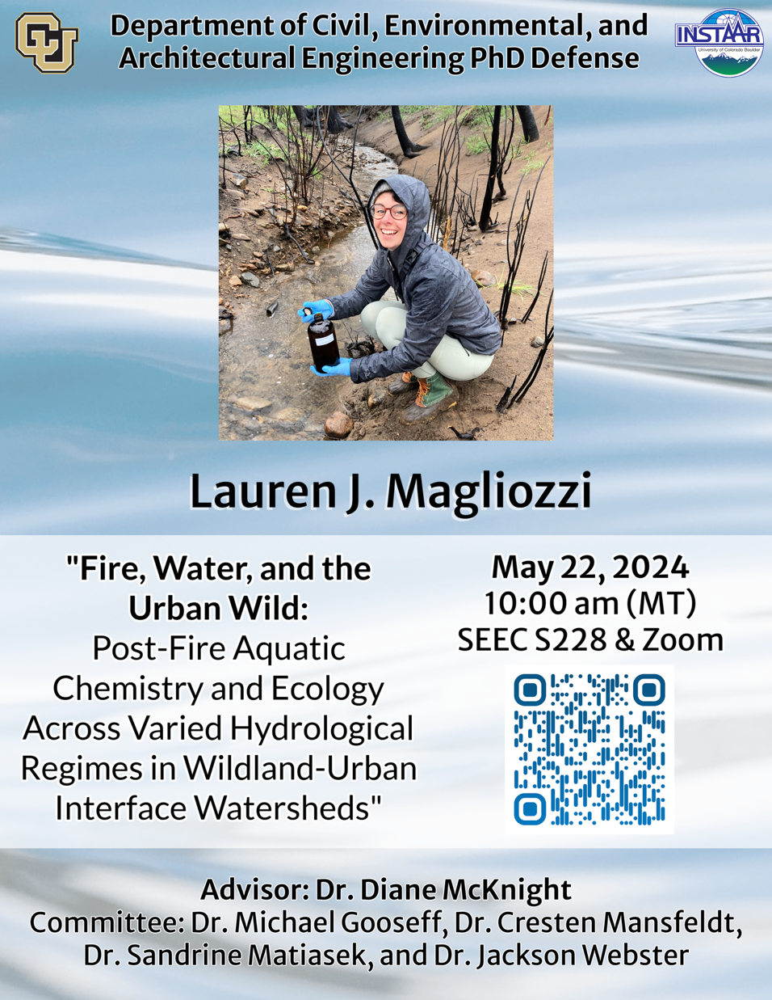 Department of Civil, Environmental, and
Architectural Engineering PhD Defense
CU
INSTAAR
University of Colorado Boulder
Lauren J. Magliozzi
"Fire, Water, and the
Urban Wild:
Post-Fire Aquatic
Chemistry and Ecology
Across Varied Hydrological
Regimes in Wildland-Urban
Interface Watersheds"
May 22, 2024
10:00 am (MT)
SEEC S228 & Zoom
Advisor: Dr. Diane McKnight
Committee: Dr. Michael Gooseff, Dr. Cresten Mansfeldt,
Dr. Sandrine Matiasek, and Dr. Jackson Webster